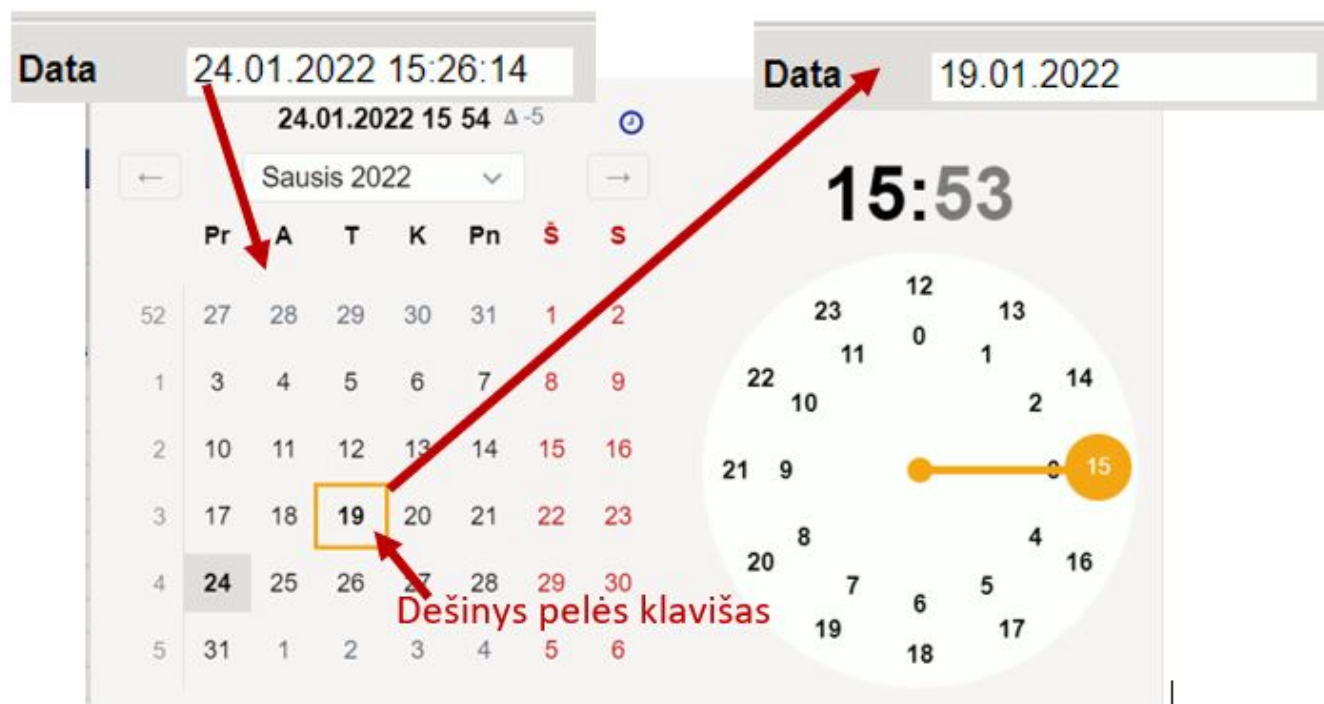 Data 24.01.2022 15:26:14
Data 19.01.2022
24.01.2022 15 54 Δ -5
← Sausis 2022 →
15:53
Pr A T K Pn Š S
52 27 28 29 30 31 1 2
1 3 4 5 6 7 8 9
2 10 11 12 13 14 15 16
3 17 18 19 20 21 22 23
4 24 25 26 27 28 29 30
5 31 1 2 3 4 5 6
Dešinys pelės klavišas
12
23 13
0
11 1
22 14
10 2
21 9 15
8 4
20 16
7 5
6
19 17
18